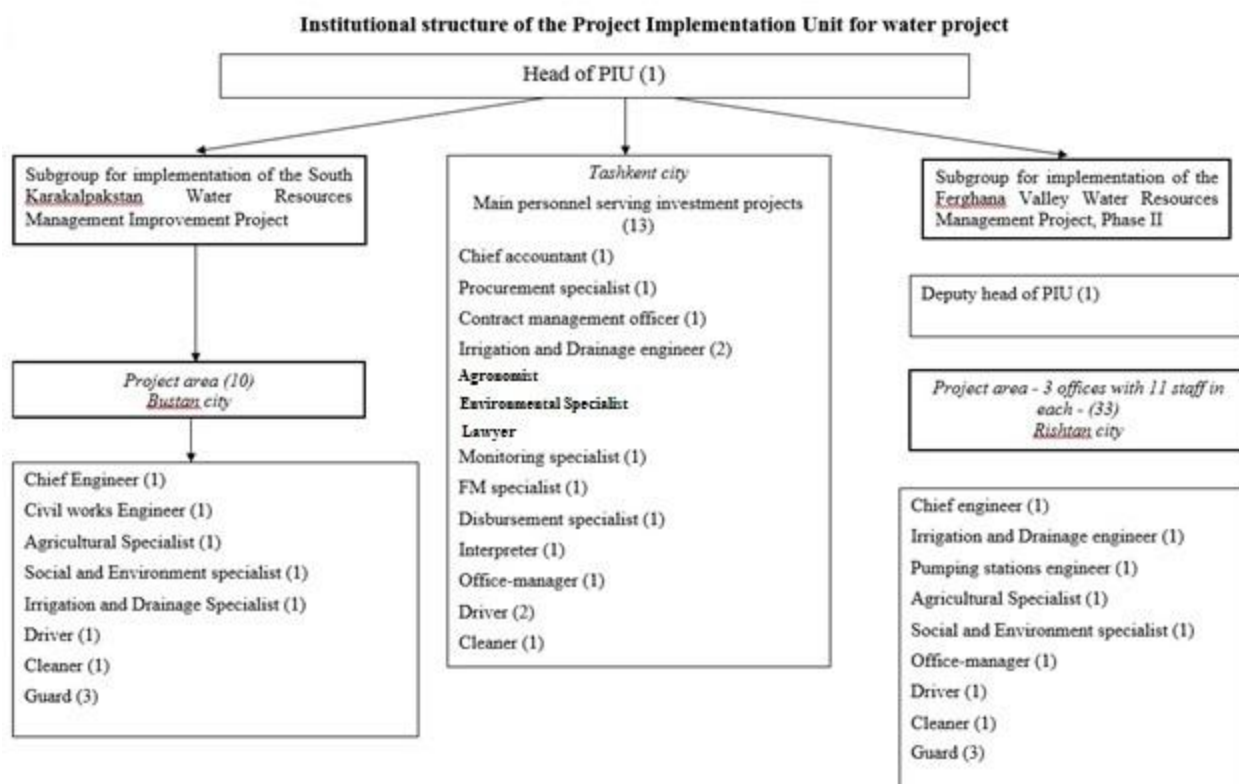 Institutional structure of the Project Implementation Unit for water project
Head of PIU (1)
Subgroup for implementation of the South
Karakalpakstan Water Resources
Management Improvement Project
Project area (10)
Bustan city
Chief Engineer (1)
Civil works Engineer (1)
Agricultural Specialist (1)
Social and Environment specialist (1)
Irrigation and Drainage Specialist (1)
Driver (1)
Cleaner (1)
Guard (3)
Tashkent city
Main personnel serving investment projects
(13)
Chief accountant (1)
Procurement specialist (1)
Contract management officer (1)
Irrigation and Drainage engineer (2)
Agronomist
Environmental Specialist
Lawyer
Monitoring specialist (1)
FM specialist (1)
Disbursement specialist (1)
Interpreter (1)
Office-manager (1)
Driver (2)
Cleaner (1)
Subgroup for implementation of the
Ferghana Valley Water Resources
Management Project, Phase II
Deputy head of PIU (1)
Project area - 3 offices with 11 staff in
each - (33)
Rishtan city
Chief engineer (1)
Irrigation and Drainage engineer (1)
Pumping stations engineer (1)
Agricultural Specialist (1)
Social and Environment specialist (1)
Office-manager (1)
Driver (1)
Cleaner (1)
Guard (3)